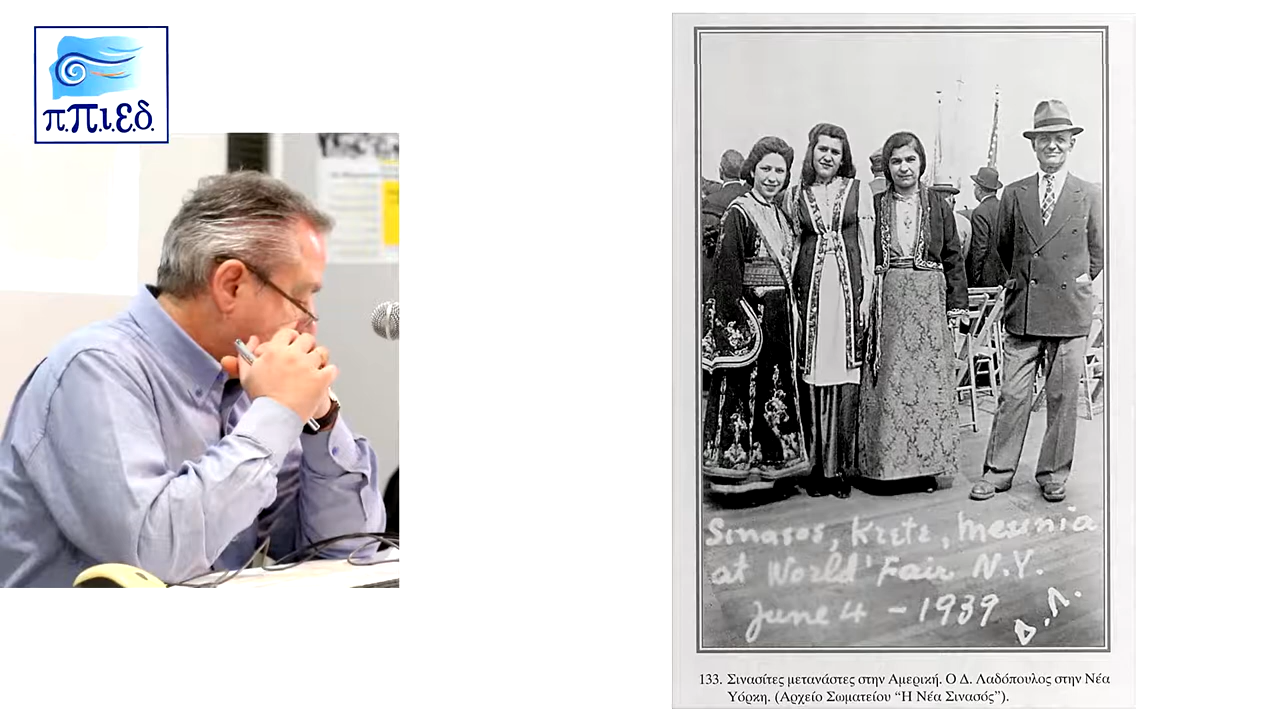 π.Π.ι.Ε.δ.
Sinasos, Krete, Mesinia
at World Fair N.Y.
June 4 - 1939
Δ.Λ.
133. Σινασίτες μετανάστες στην Αμερική. Ο Δ. Λαδόπουλος στην Νέα
Υόρκη. (Αρχείο Σωματείου “Η Νέα Σινασός”).